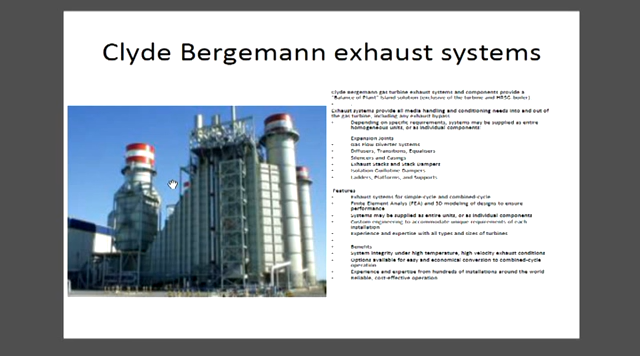 Clyde Bergemann exhaust systems
Clyde Bergemann gas turbine exhaust systems and components provide a
"Balance of Plant" Island solution (exclusive of the turbine and HRSG boiler)
Exhaust systems provide all media handling and conditioning needs into and out of
the gas turbine, including any exhaust bypass
• Depending on specific requirements, systems may be supplied as entire
homogeneous units, or as individual components:
Expansion Joints
• Gas Flow Diverter Systems
• Diffusers, Transitions, Equalisers
• Silencers and Casings
• Exhaust Stacks and Stack Dampers
• Isolation Guillotine Dampers
• Ladders, Platforms, and Supports
Features
• Exhaust systems for simple-cycle and combined-cycle
• Finite Element Analysis (FEA) and 3D modeling of designs to ensure
performance
• Systems may be supplied as entire units, or as individual components
• Custom engineering to accommodate unique requirements of each
installation
• Experience and expertise with all types and sizes of turbines
•
• Benefits
• System integrity under high temperature, high velocity exhaust conditions
• Options available for easy and economical conversion to combined-cycle
operation
• Experience and expertise from hundreds of installations around the world
• Reliable, cost-effective operation